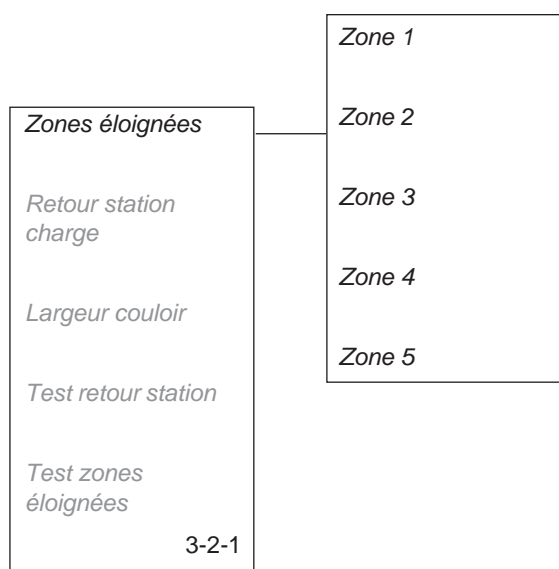 Zones éloignées
Retour station
charge
Largeur couloir
Test retour station
Test zones
éloignées
3-2-1
Zone 1
Zone 2
Zone 3
Zone 4
Zone 5